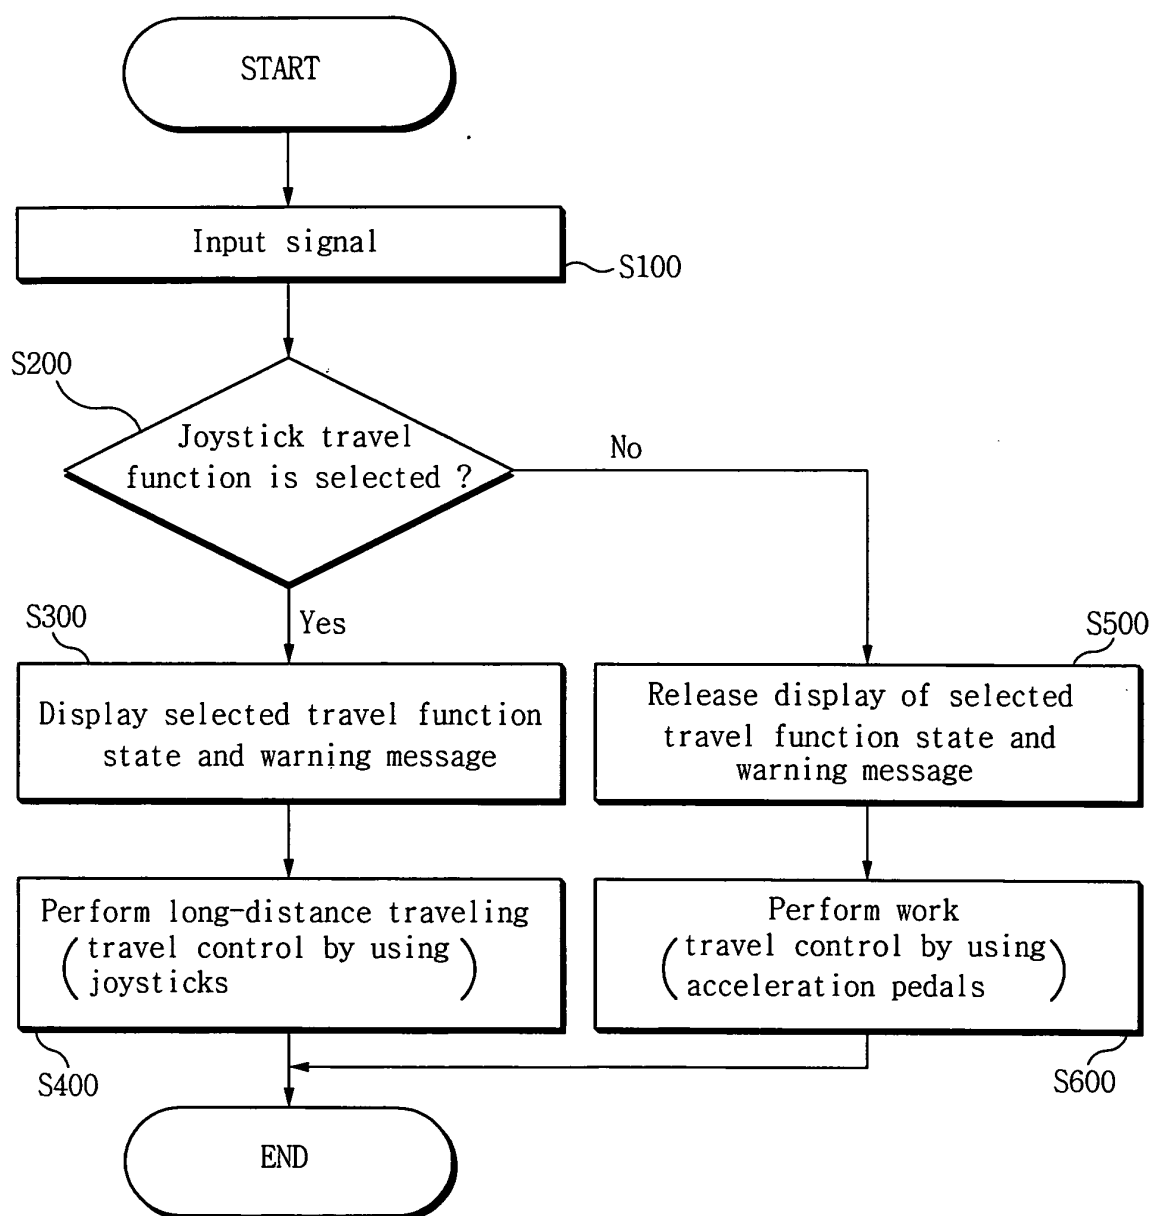 START
Input signal
S100
S200
Joystick travel
function is selected ?
No
Yes
S300
Display selected travel function
state and warning message
S500
Release display of selected
travel function state and
warning message
Perform long-distance traveling
(travel control by using
joysticks)
S400
Perform work
(travel control by using
acceleration pedals)
S600
END